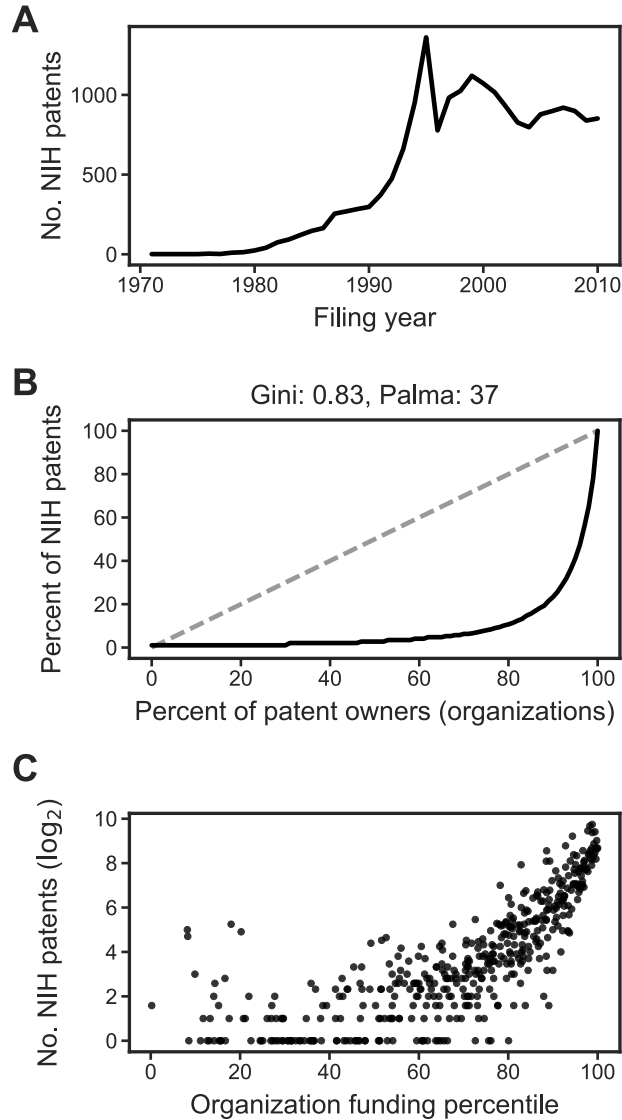 A
No. NIH patents
1000
500
0
1970 1980 1990 2000 2010
Filing year
B
Gini: 0.83, Palma: 37
Percent of NIH patents
100
80
60
40
20
0
0 20 40 60 80 100
Percent of patent owners (organizations)
C
No. NIH patents (log₂)
10
8
6
4
2
0
0 20 40 60 80 100
Organization funding percentile